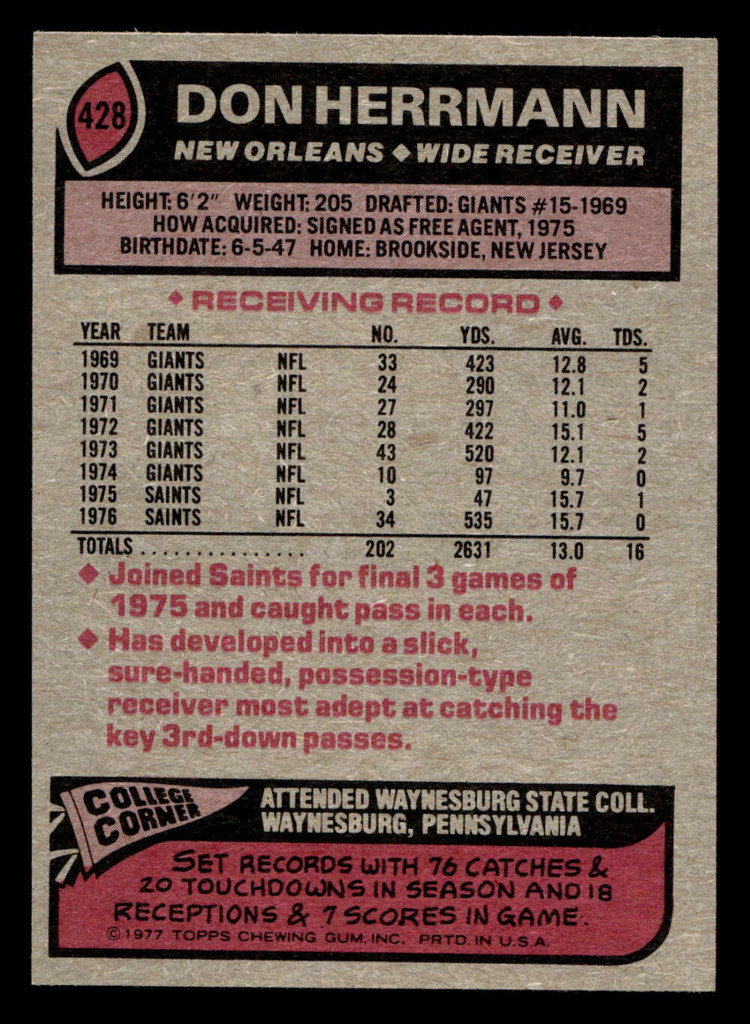 428
DON HERRMANN
NEW ORLEANS ◆ WIDE RECEIVER
HEIGHT: 6'2" WEIGHT: 205 DRAFTED: GIANTS #15-1969
HOW ACQUIRED: SIGNED AS FREE AGENT, 1975
BIRTHDATE: 6-5-47 HOME: BROOKSIDE, NEW JERSEY
◆ RECEIVING RECORD ◆
YEAR TEAM NO. YDS. AVG. TDS.
1969 GIANTS NFL 33 423 12.8 5
1970 GIANTS NFL 24 290 12.1 2
1971 GIANTS NFL 27 297 11.0 1
1972 GIANTS NFL 28 422 15.1 5
1973 GIANTS NFL 43 520 12.1 2
1974 GIANTS NFL 10 97 9.7 0
1975 SAINTS NFL 3 47 15.7 1
1976 SAINTS NFL 34 535 15.7 0
TOTALS ............... 202 2631 13.0 16
◆ Joined Saints for final 3 games of
1975 and caught pass in each.
◆ Has developed into a slick,
sure-handed, possession-type
receiver most adept at catching the
key 3rd-down passes.
COLLEGE
CORNER
ATTENDED WAYNESBURG STATE COLL.
WAYNESBURG, PENNSYLVANIA
SET RECORDS WITH 76 CATCHES &
20 TOUCHDOWNS IN SEASON AND 18
RECEPTIONS & 7 SCORES IN GAME.
©1977 TOPPS CHEWING GUM, INC. PRTD. IN U.S.A.